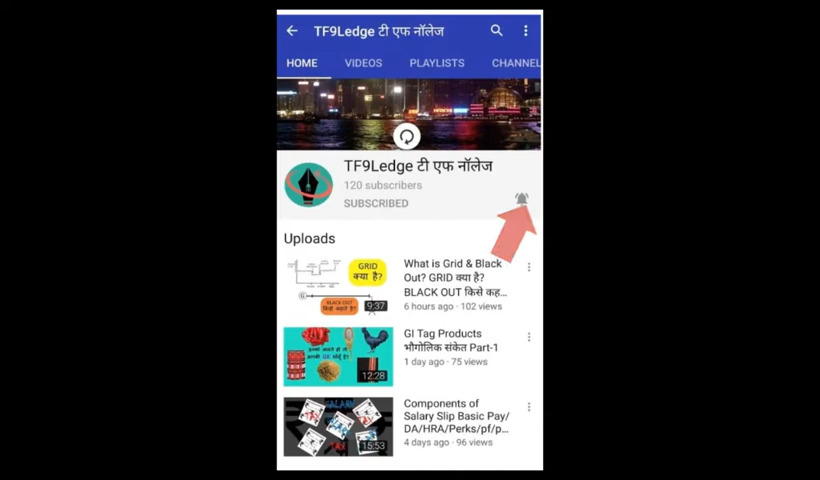 TF9Ledge टी एफ नॉलेज
HOME VIDEOS PLAYLISTS CHANNEL
TF9Ledge टी एफ नॉलेज
120 subscribers
SUBSCRIBED
Uploads
GRID
क्या है?
BLACK OUT
9:37
What is Grid & Black
Out? GRID क्या है?
BLACK OUT किसे कह...
6 hours ago · 102 views
12:28
GI Tag Products
भौगोलिक संकेत Part-1
1 day ago · 75 views
SALARY
TAX
15:53
Components of
Salary Slip Basic Pay/
DA/HRA/Perks/pf/p...
4 days ago · 96 views